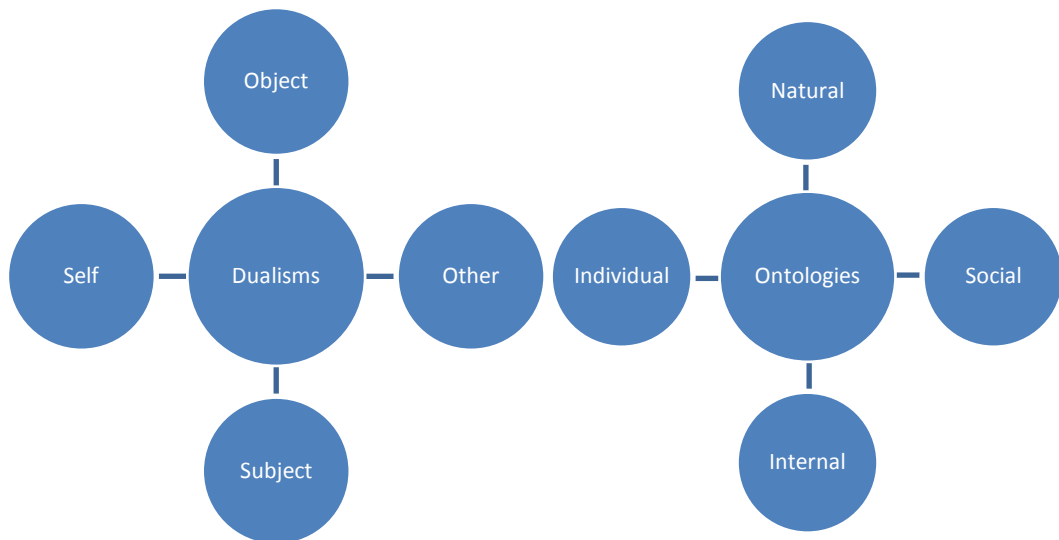 Object
Natural
Self
Dualisms
Other
Individual
Ontologies
Social
Subject
Internal